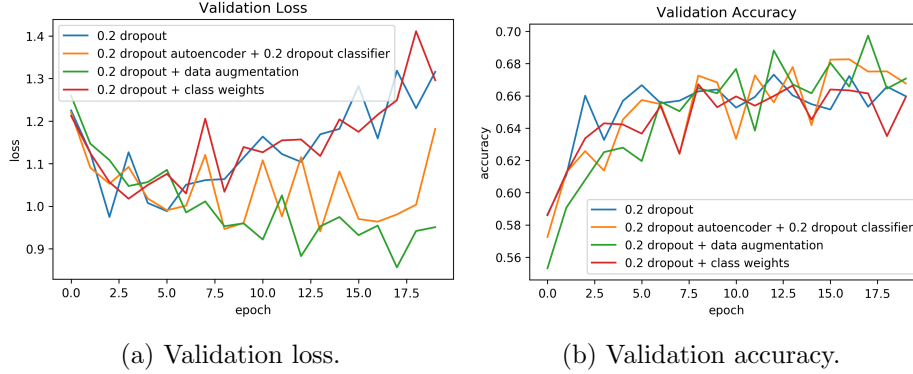 Validation Loss
1.4
1.3
1.2
1.1
1.0
0.9
loss
0.2 dropout
0.2 dropout autoencoder + 0.2 dropout classifier
0.2 dropout + data augmentation
0.2 dropout + class weights
0.0 2.5 5.0 7.5 10.0 12.5 15.0 17.5
epoch
(a) Validation loss.
Validation Accuracy
0.70
0.68
0.66
0.64
0.62
0.60
0.58
0.56
accuracy
0.2 dropout
0.2 dropout autoencoder + 0.2 dropout classifier
0.2 dropout + data augmentation
0.2 dropout + class weights
0.0 2.5 5.0 7.5 10.0 12.5 15.0 17.5
epoch
(b) Validation accuracy.